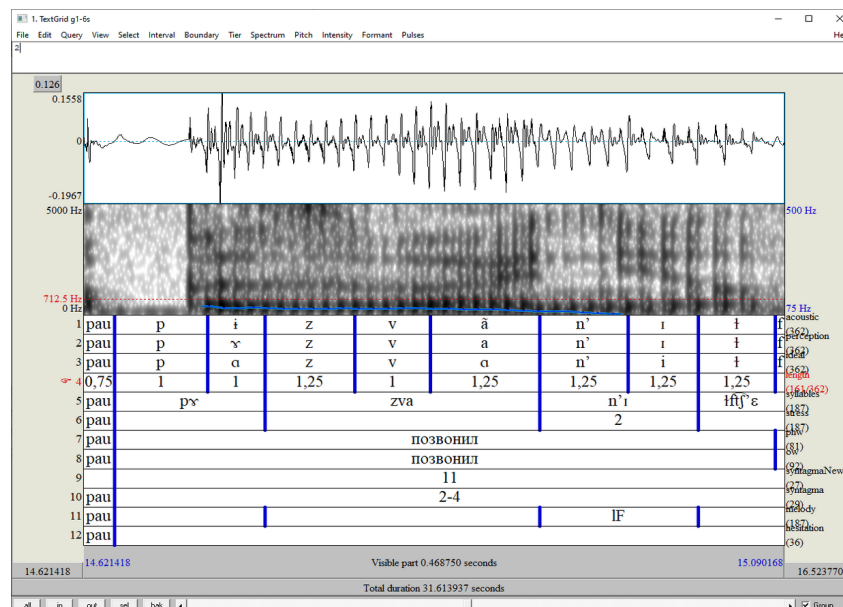 1. TextGrid g1-6s
File Edit Query View Select Interval Boundary Tier Spectrum Pitch Intensity Formant Pulses He
2
0.126
0.1558
0
-0.1967
5000 Hz 500 Hz
712.5 Hz
0 Hz 75 Hz
1 pau p ɨ z v ã n’ ɪ ɫ f acoustic (362)
2 pau p ɤ z v a n’ ɪ ɫ f perception (362)
3 pau p ɑ z v ɑ n’ i ɫ f ideal (362)
4 0,75 1 1 1,25 1 1,25 1,25 1,25 1,25 length (161/362)
5 pau pɤ zva n’ɪ syllables (187)
6 pau 2 stress (187)
7 pau позвонил phw (81)
8 pau позвонил ow (92)
9 11 syntagmaNew (27)
10 pau 2-4 syntagma (29)
11 pau lF melody (187)
12 pau hesitation (36)
14.621418 Visible part 0.468750 seconds 15.090168
14.621418 16.523770
Total duration 31.613937 seconds
all in out sel bak Group